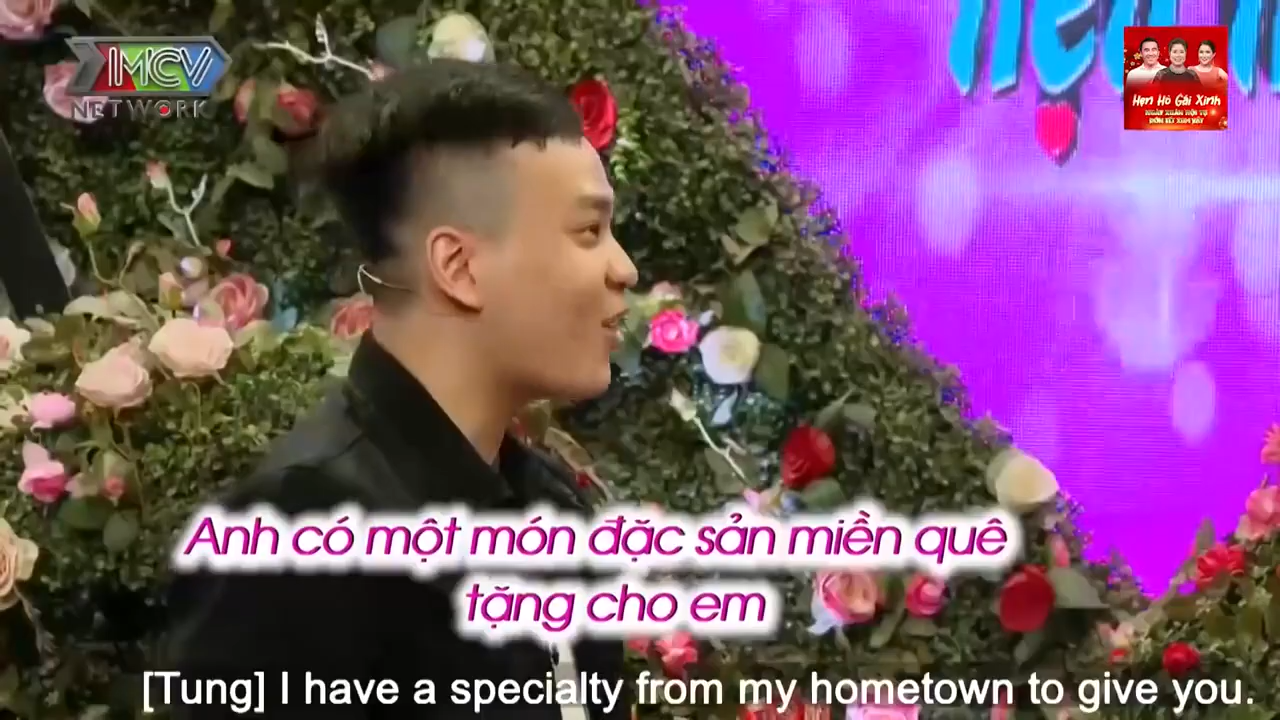 MCV
NETWORK
Hẹn Hò Gái Xinh
Anh có một món đặc sản miền quê
tặng cho em
[Tung] I have a specialty from my hometown to give you.